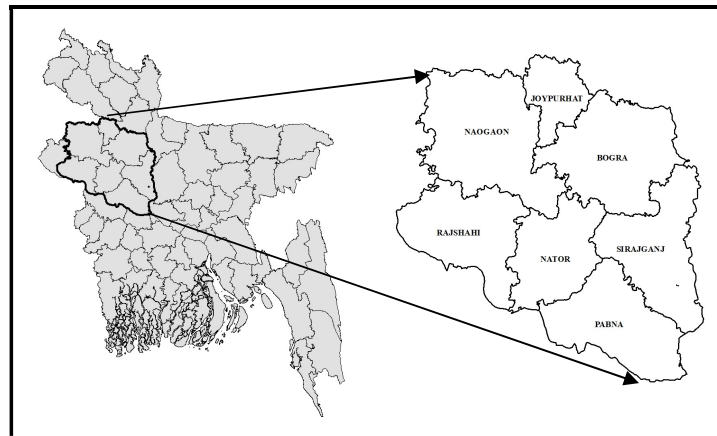 JOYPURHAT
NAOGAON
BOGRA
RAJSHAHI
SIRAJGANJ
NATOR
PABNA